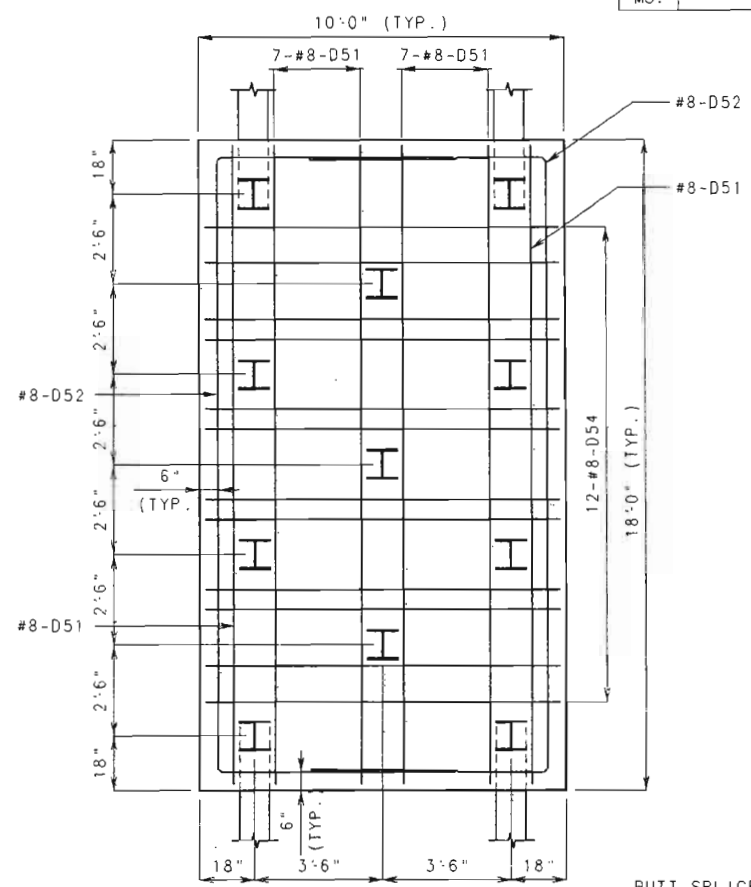 MO.
10'-0" (TYP.)
7-#8-D51
7-#8-D51
#8-D52
#8-D51
18"
2'-6"
2'-6"
2'-6"
2'-6"
2'-6"
2'-6"
18"
#8-D52
6"
(TYP.
#8-D51
12-#8-D54
18'-0" (TYP.)
6"
(TYP.)
18"
3'-6"
3'-6"
18"